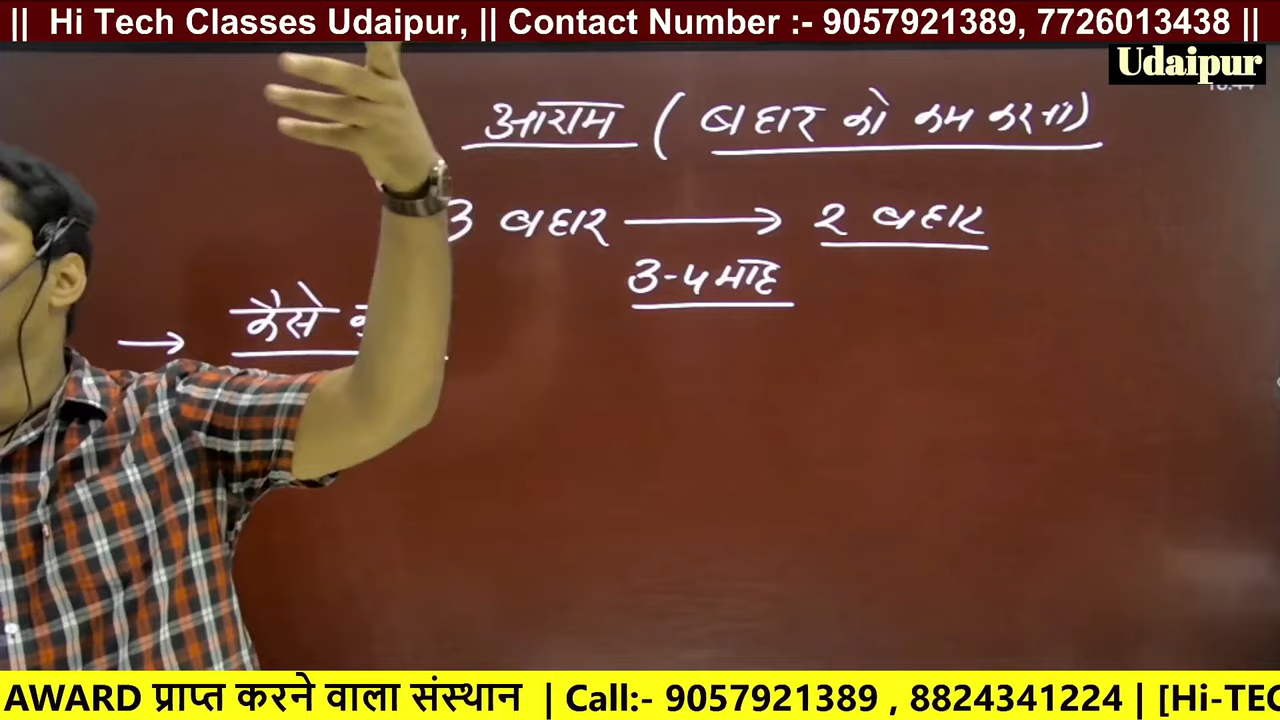 || Hi Tech Classes Udaipur, || Contact Number :- 9057921389, 7726013438 ||
Udaipur
आराम ( बहार को कम करना)
3 बहार → 2 बहार
3-4 माह
→ कैसे
AWARD प्राप्त करने वाला संस्थान | Call:- 9057921389 , 8824341224 | [Hi-TEC